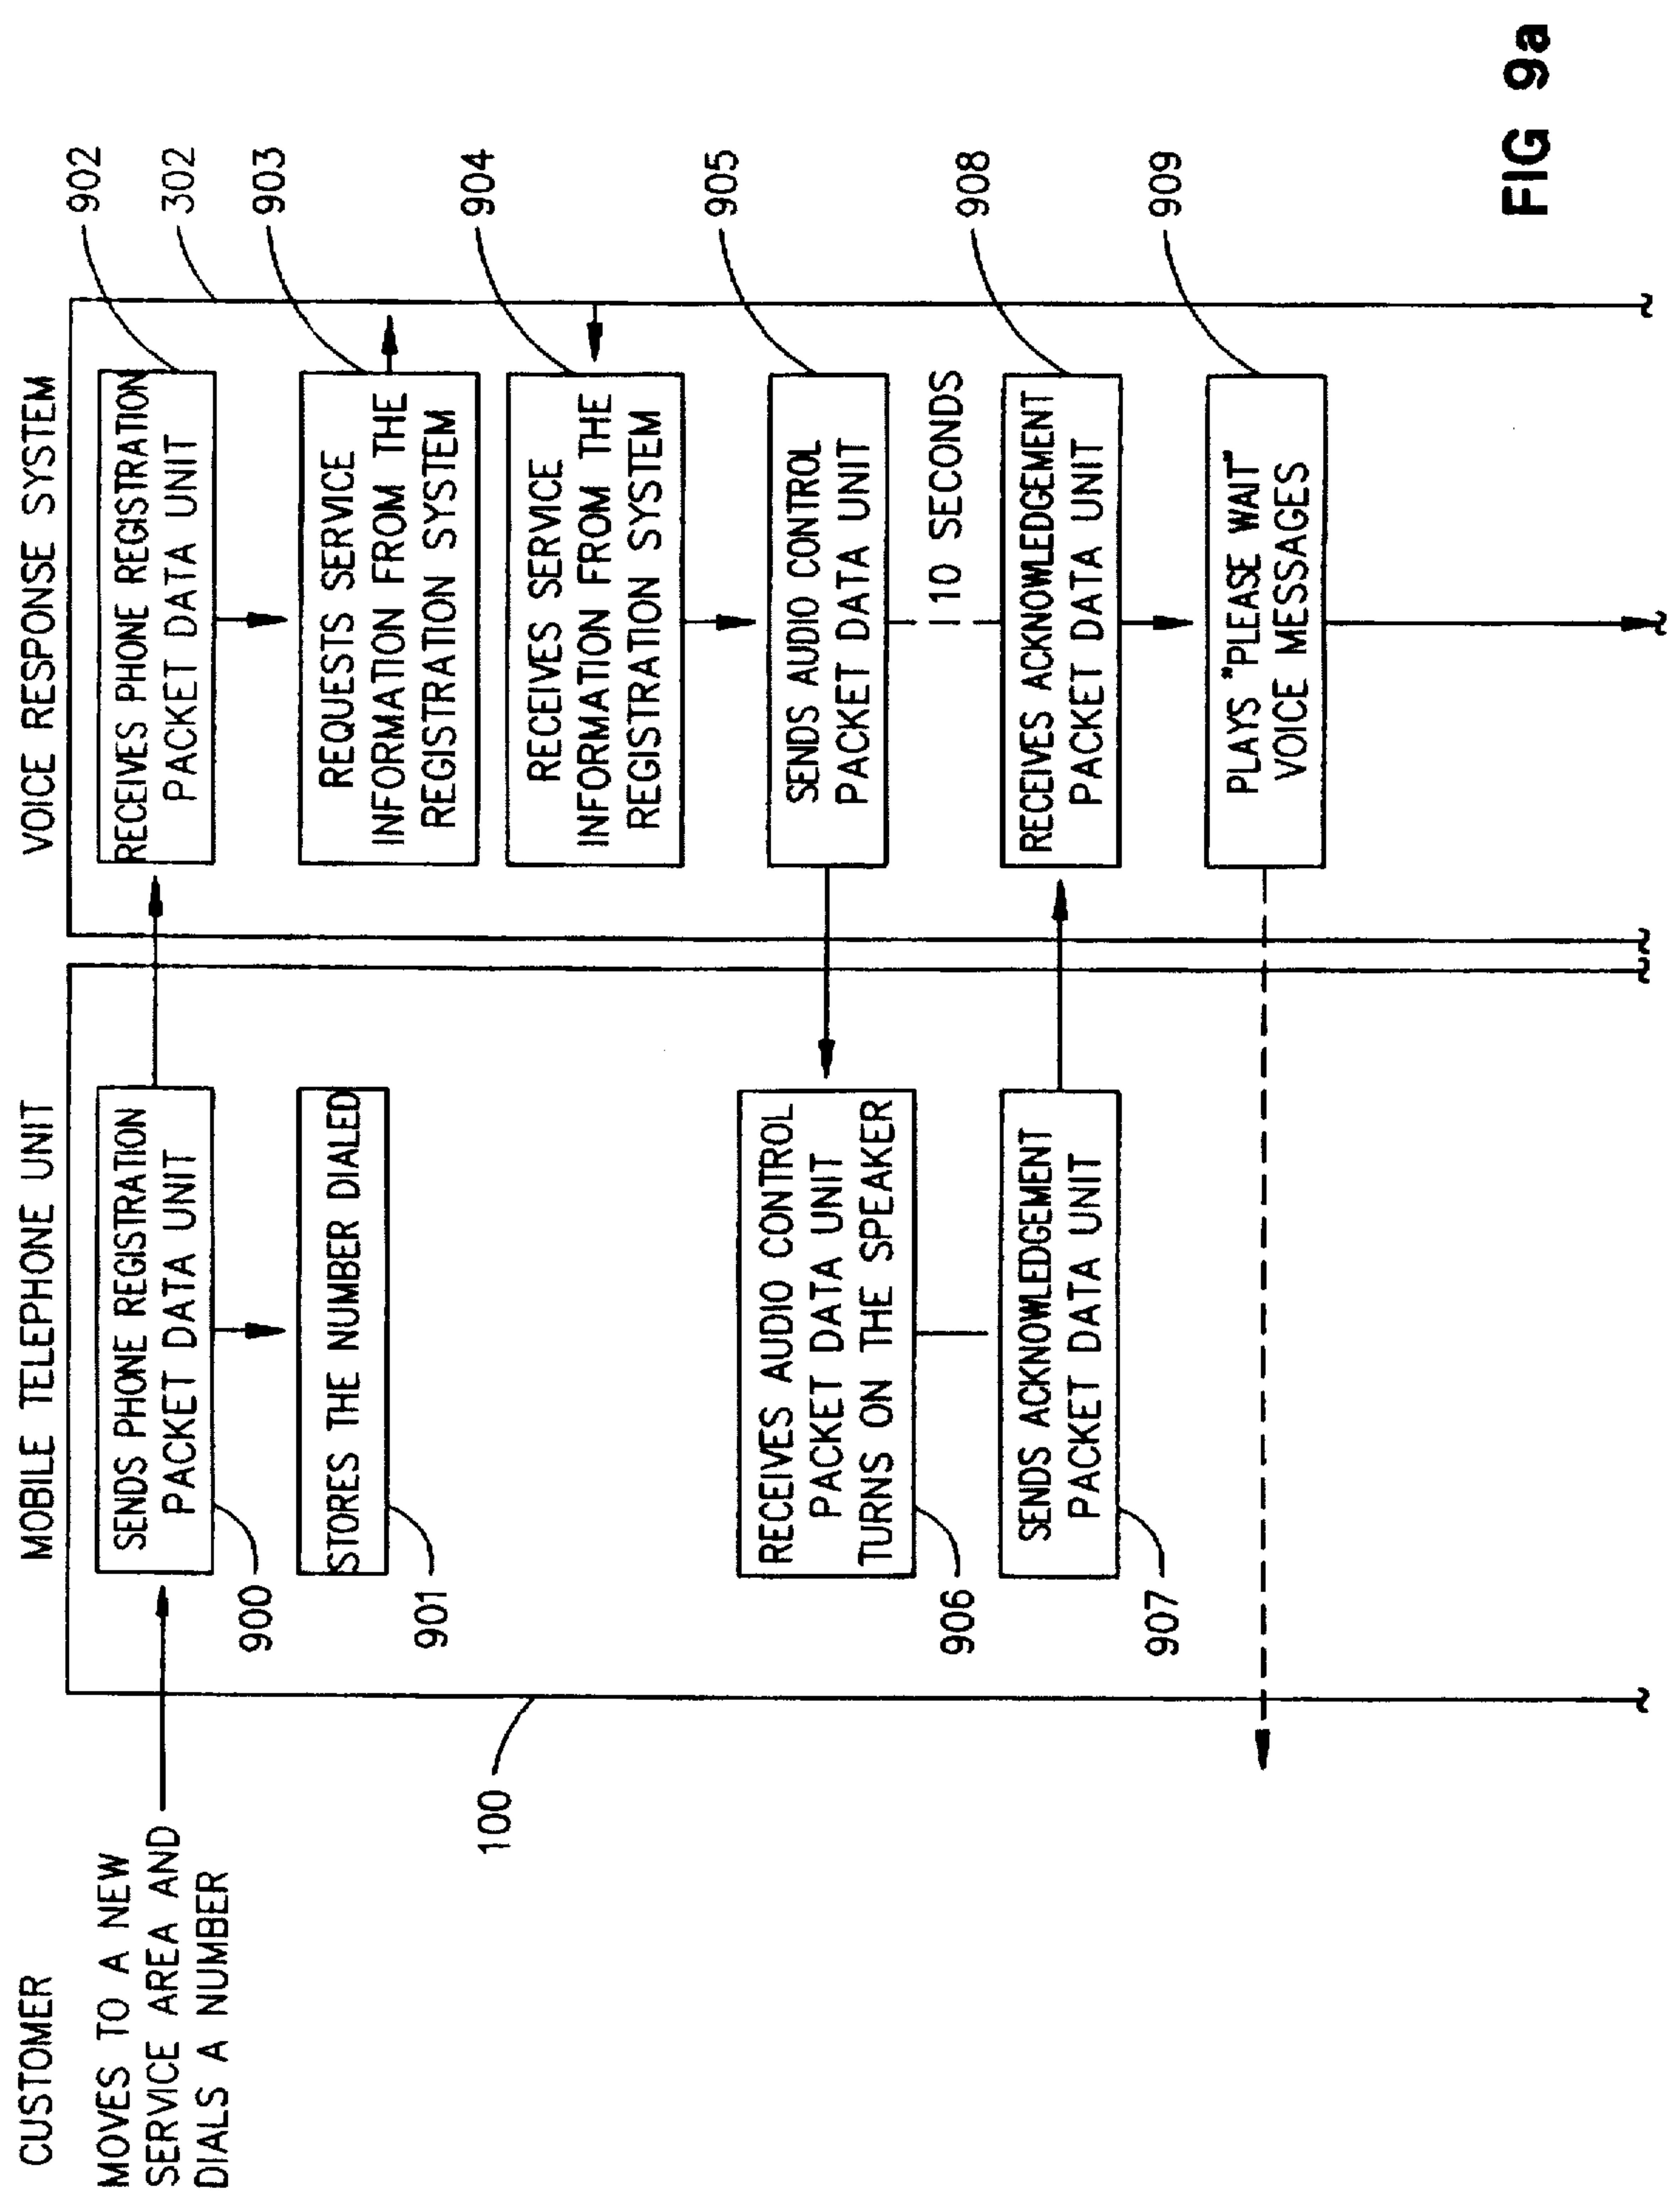 CUSTOMER
MOVES TO A NEW
SERVICE AREA AND
DIALS A NUMBER
MOBILE TELEPHONE UNIT
SENDS PHONE REGISTRATION
PACKET DATA UNIT
900
STORES THE NUMBER DIALED
901
RECEIVES AUDIO CONTROL
PACKET DATA UNIT
TURNS ON THE SPEAKER
906
SENDS ACKNOWLEDGEMENT
PACKET DATA UNIT
907
100
VOICE RESPONSE SYSTEM
RECEIVES PHONE REGISTRATION
PACKET DATA UNIT
902
302
REQUESTS SERVICE
INFORMATION FROM THE
REGISTRATION SYSTEM
903
RECEIVES SERVICE
INFORMATION FROM THE
REGISTRATION SYSTEM
904
SENDS AUDIO CONTROL
PACKET DATA UNIT
905
10 SECONDS
RECEIVES ACKNOWLEDGEMENT
PACKET DATA UNIT
908
PLAYS "PLEASE WAIT"
VOICE MESSAGES
909
FIG 9a